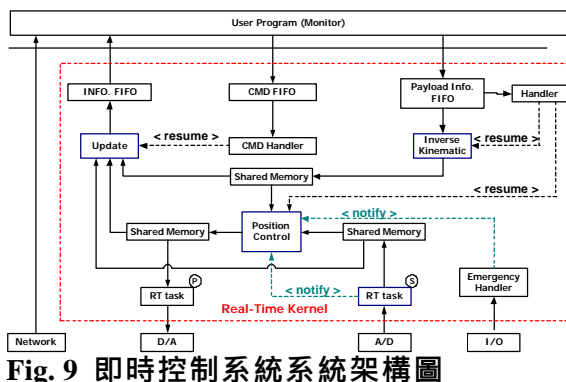 User Program (Monitor)
INFO. FIFO
CMD FIFO
Payload Info.
FIFO
Handler
Update
< resume >
CMD Handler
Inverse
Kinematic
< resume >
Shared Memory
< resume >
Shared Memory
Position
Control
< notify >
Shared Memory
P
RT task
< notify >
S
RT task
Emergency
Handler
Real-Time Kernel
Network
D/A
A/D
I/O
Fig. 9 即時控制系統系統架構圖